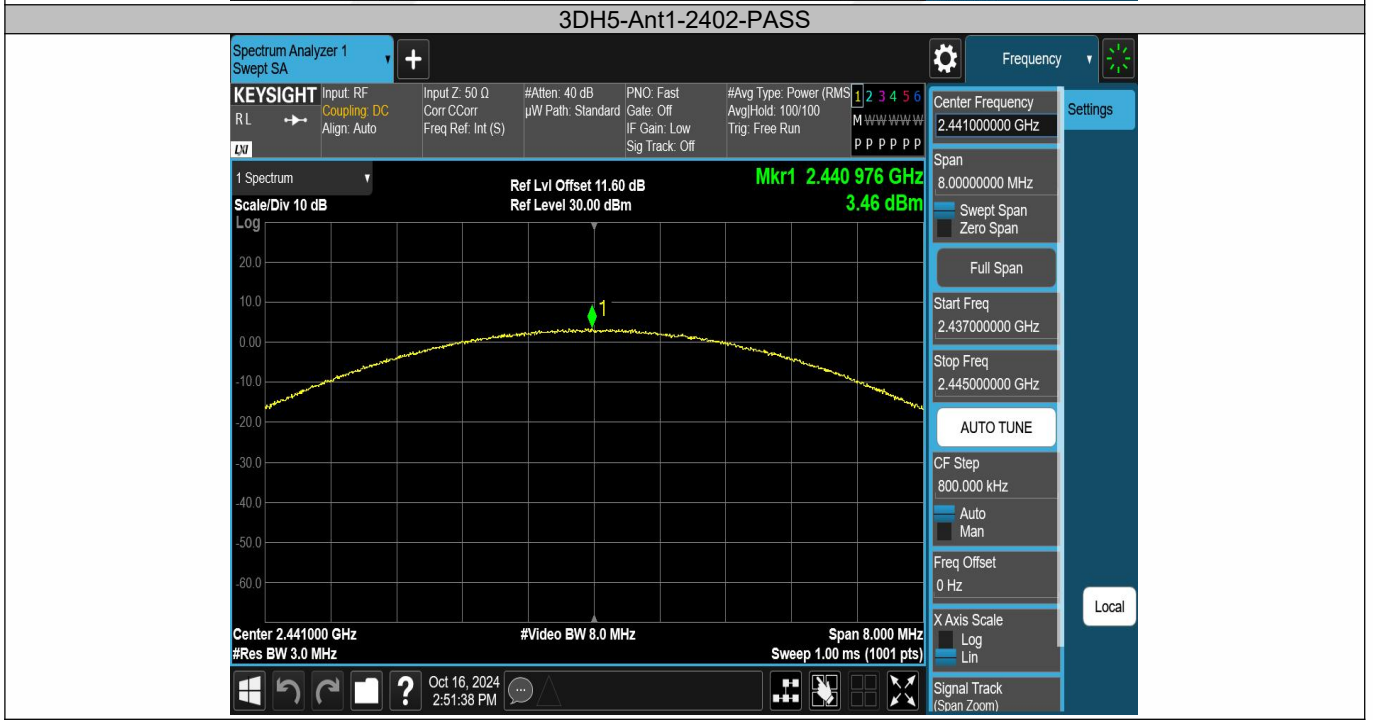 3DH5-Ant1-2402-PASS
Spectrum Analyzer 1
Swept SA
Frequency
KEYSIGHT
RL
LXI
Input: RF
Coupling: DC
Align: Auto
Input Z: 50 Ω
Corr CCorr
Freq Ref: Int (S)
#Atten: 40 dB
µW Path: Standard
PNO: Fast
Gate: Off
IF Gain: Low
Sig Track: Off
#Avg Type: Power (RMS
Avg|Hold: 100/100
Trig: Free Run
1 2 3 4 5 6
M W W W W W
P P P P P P
1 Spectrum
Scale/Div 10 dB
Ref Lvl Offset 11.60 dB
Ref Level 30.00 dBm
Mkr1 2.440 976 GHz
3.46 dBm
Log
20.0
10.0
0.00
-10.0
-20.0
-30.0
-40.0
-50.0
-60.0
1
Center 2.441000 GHz
#Res BW 3.0 MHz
#Video BW 8.0 MHz
Span 8.000 MHz
Sweep 1.00 ms (1001 pts)
Oct 16, 2024
2:51:38 PM
Center Frequency
2.441000000 GHz
Settings
Span
8.00000000 MHz
Swept Span
Zero Span
Full Span
Start Freq
2.437000000 GHz
Stop Freq
2.445000000 GHz
AUTO TUNE
CF Step
800.000 kHz
Auto
Man
Freq Offset
0 Hz
Local
X Axis Scale
Log
Lin
Signal Track
(Span Zoom)